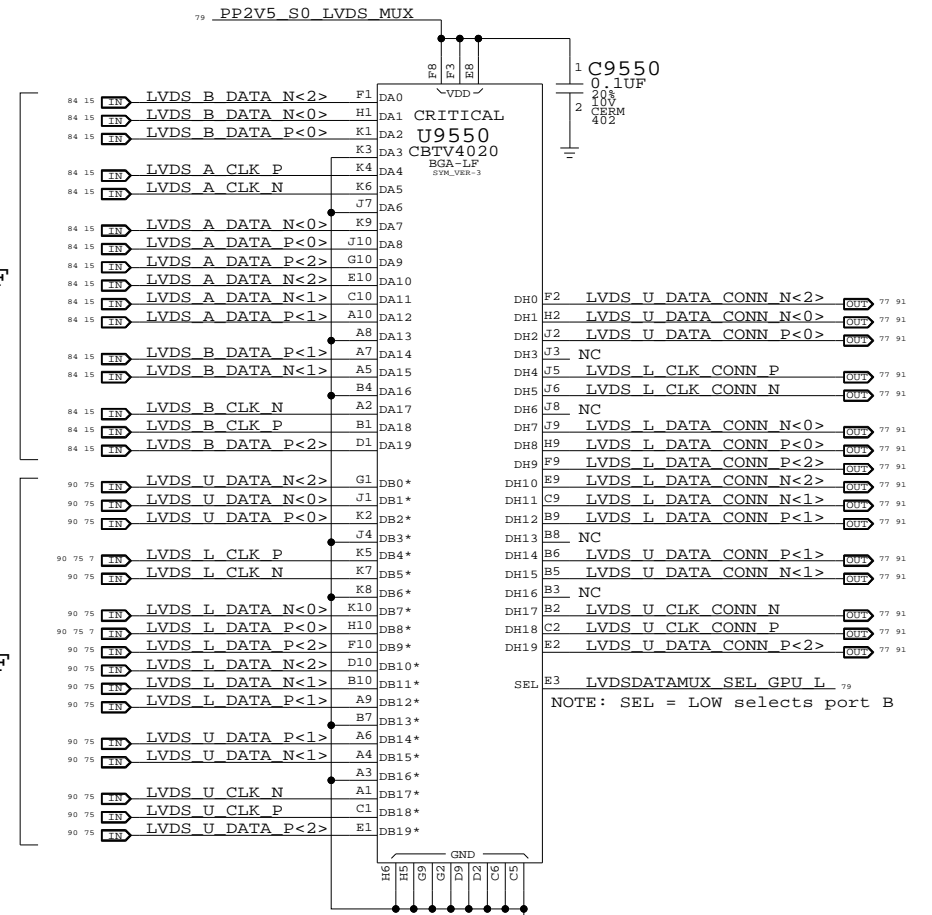 79 PP2V5_S0_LVDS_MUX
F8 F3 E8
VDD
1 C9550
0.1UF
20%
10V
2 CERM
402
CRITICAL
U9550
CBTV4020
BGA-LF
SYM_VER-3
84 15 IN LVDS_B_DATA_N<2> F1 DA0
84 15 IN LVDS_B_DATA_N<0> H1 DA1
84 15 IN LVDS_B_DATA_P<0> K1 DA2
K3 DA3
84 15 IN LVDS_A_CLK_P K4 DA4
84 15 IN LVDS_A_CLK_N K6 DA5
J7 DA6
84 15 IN LVDS_A_DATA_N<0> K9 DA7
84 15 IN LVDS_A_DATA_P<0> J10 DA8
84 15 IN LVDS_A_DATA_P<2> G10 DA9
84 15 IN LVDS_A_DATA_N<2> E10 DA10
84 15 IN LVDS_A_DATA_N<1> C10 DA11
84 15 IN LVDS_A_DATA_P<1> A10 DA12
A8 DA13
84 15 IN LVDS_B_DATA_P<1> A7 DA14
84 15 IN LVDS_B_DATA_N<1> A5 DA15
B4 DA16
84 15 IN LVDS_B_CLK_N A2 DA17
84 15 IN LVDS_B_CLK_P B1 DA18
84 15 IN LVDS_B_DATA_P<2> D1 DA19
90 75 IN LVDS_U_DATA_N<2> G1 DB0*
90 75 IN LVDS_U_DATA_N<0> J1 DB1*
90 75 IN LVDS_U_DATA_P<0> K2 DB2*
J4 DB3*
90 75 7 IN LVDS_L_CLK_P K5 DB4*
90 75 IN LVDS_L_CLK_N K7 DB5*
K8 DB6*
90 75 IN LVDS_L_DATA_N<0> K10 DB7*
90 75 7 IN LVDS_L_DATA_P<0> H10 DB8*
90 75 IN LVDS_L_DATA_P<2> F10 DB9*
90 75 IN LVDS_L_DATA_N<2> D10 DB10*
90 75 IN LVDS_L_DATA_N<1> B10 DB11*
90 75 IN LVDS_L_DATA_P<1> A9 DB12*
B7 DB13*
90 75 IN LVDS_U_DATA_P<1> A6 DB14*
90 75 IN LVDS_U_DATA_N<1> A4 DB15*
A3 DB16*
90 75 IN LVDS_U_CLK_N A1 DB17*
90 75 IN LVDS_U_CLK_P C1 DB18*
90 75 IN LVDS_U_DATA_P<2> E1 DB19*
DH0 F2 LVDS_U_DATA_CONN_N<2> OUT 77 91
DH1 H2 LVDS_U_DATA_CONN_N<0> OUT 77 91
DH2 J2 LVDS_U_DATA_CONN_P<0> OUT 77 91
DH3 J3 NC
DH4 J5 LVDS_L_CLK_CONN_P OUT 77 91
DH5 J6 LVDS_L_CLK_CONN_N OUT 77 91
DH6 J8 NC
DH7 J9 LVDS_L_DATA_CONN_N<0> OUT 77 91
DH8 H9 LVDS_L_DATA_CONN_P<0> OUT 77 91
DH9 F9 LVDS_L_DATA_CONN_P<2> OUT 77 91
DH10 E9 LVDS_L_DATA_CONN_N<2> OUT 77 91
DH11 C9 LVDS_L_DATA_CONN_N<1> OUT 77 91
DH12 B9 LVDS_L_DATA_CONN_P<1> OUT 77 91
DH13 B8 NC
DH14 B6 LVDS_U_DATA_CONN_P<1> OUT 77 91
DH15 B5 LVDS_U_DATA_CONN_N<1> OUT 77 91
DH16 B3 NC
DH17 B2 LVDS_U_CLK_CONN_N OUT 77 91
DH18 C2 LVDS_U_CLK_CONN_P OUT 77 91
DH19 E2 LVDS_U_DATA_CONN_P<2> OUT 77 91
SEL E3 LVDSDATAMUX_SEL_GPU_L 79
NOTE: SEL = LOW selects port B
GND
H6 H5 G9 G2 D9 D2 C6 C5